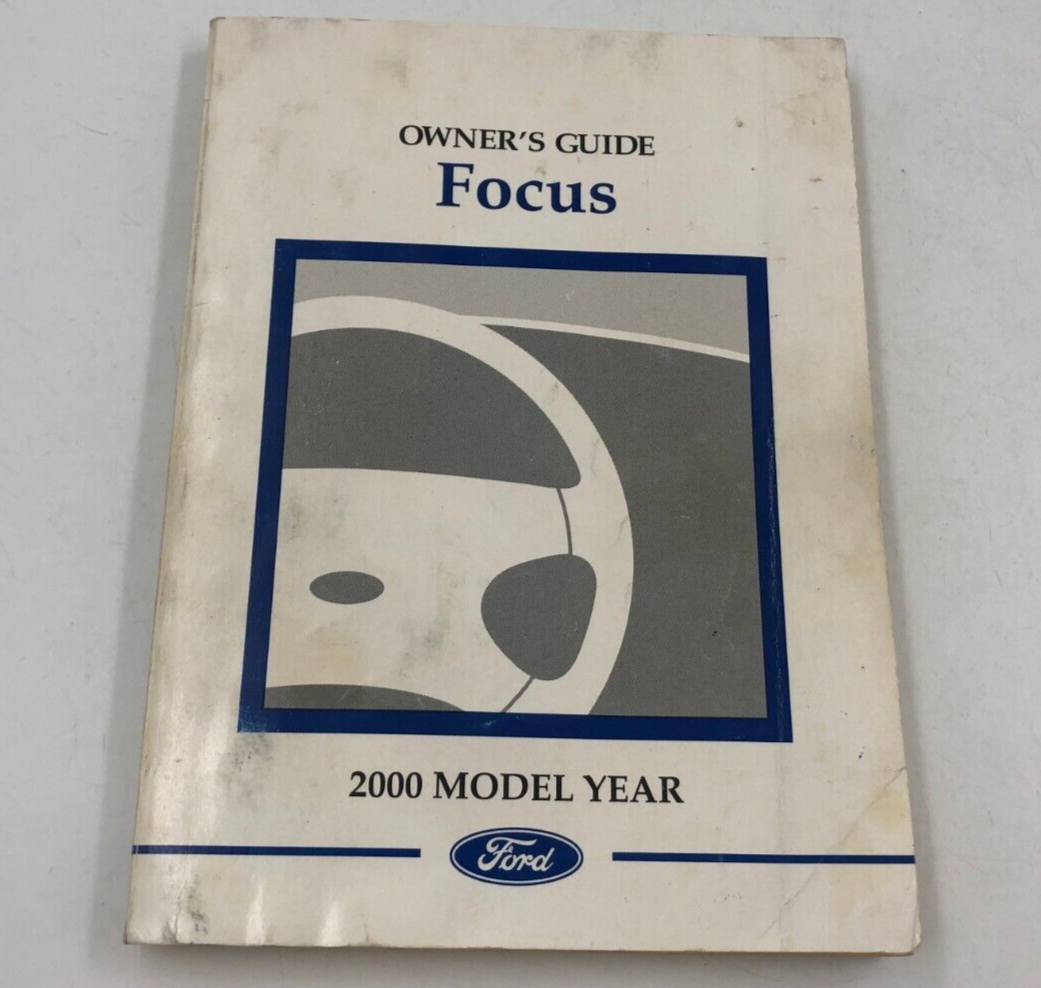 OWNER'S GUIDE
Focus
2000 MODEL YEAR
Ford